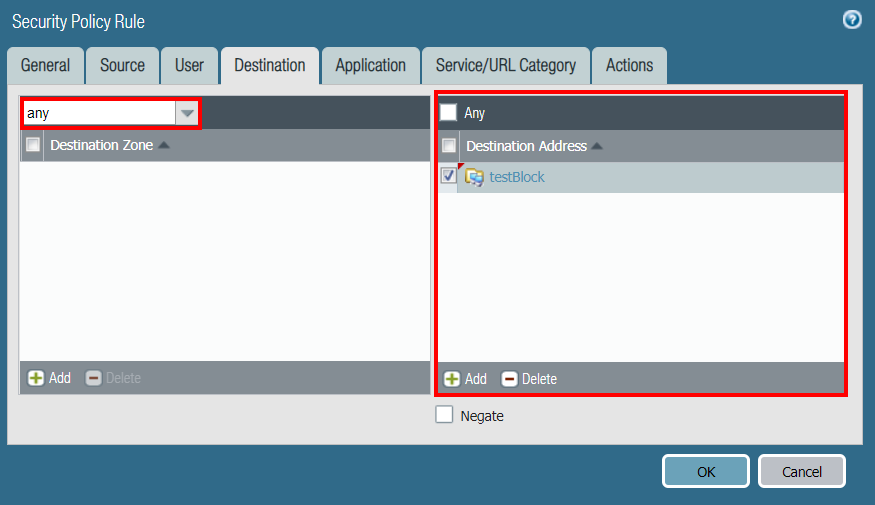 Security Policy Rule
General Source User Destination Application Service/URL Category Actions
any
Any
Destination Zone
Destination Address
testBlock
Add Delete
Add Delete
Negate
OK Cancel